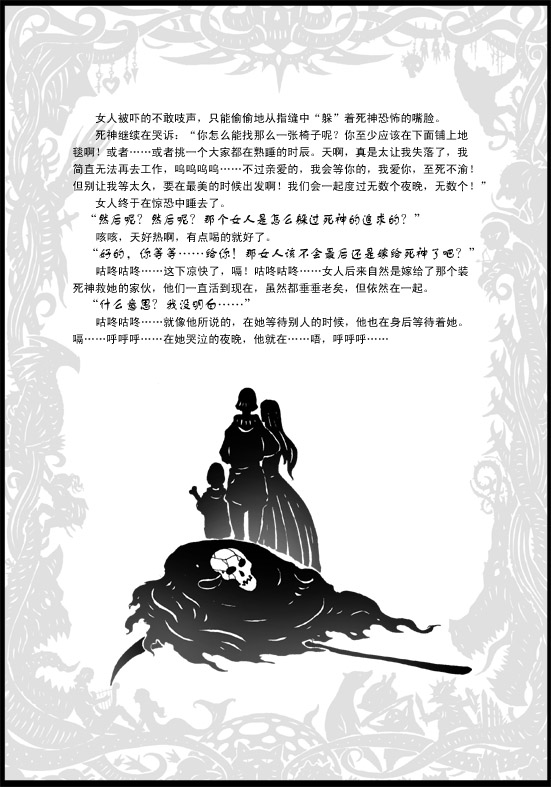 女人被吓的不敢吱声，只能偷偷地从指缝中“躲”着死神恐怖的嘴脸。
死神继续在哭诉：“你怎么能找那么一张椅子呢？你至少应该在下面铺上地
毯啊！或者……或者挑一个大家都在熟睡的时辰。天啊，真是太让我失落了，我
简直无法再去工作，呜呜呜呜……不过亲爱的，我会等你的，我爱你，至死不渝！
但别让我等太久，要在最美的时候出发啊！我们会一起度过无数个夜晚，无数个！”
女人终于在惊恐中睡去了。
“然后呢？然后呢？那个女人是怎么躲过死神的追求的？”
咳咳，天好热啊，有点喝的就好了。
“好的，你等等……给你！那女人该不会最后还是嫁给死神了吧？”
咕咚咕咚……这下凉快了，嗝！咕咚咕咚……女人后来自然是嫁给了那个装
死神救她的家伙，他们一直活到现在，虽然都垂垂老矣，但依然在一起。
“什么意思？我没明白……”
咕咚咕咚……就像他所说的，在她等待别人的时候，他也在身后等待着她。
嗝……呼呼呼……在她哭泣的夜晚，他就在……唔，呼呼呼……